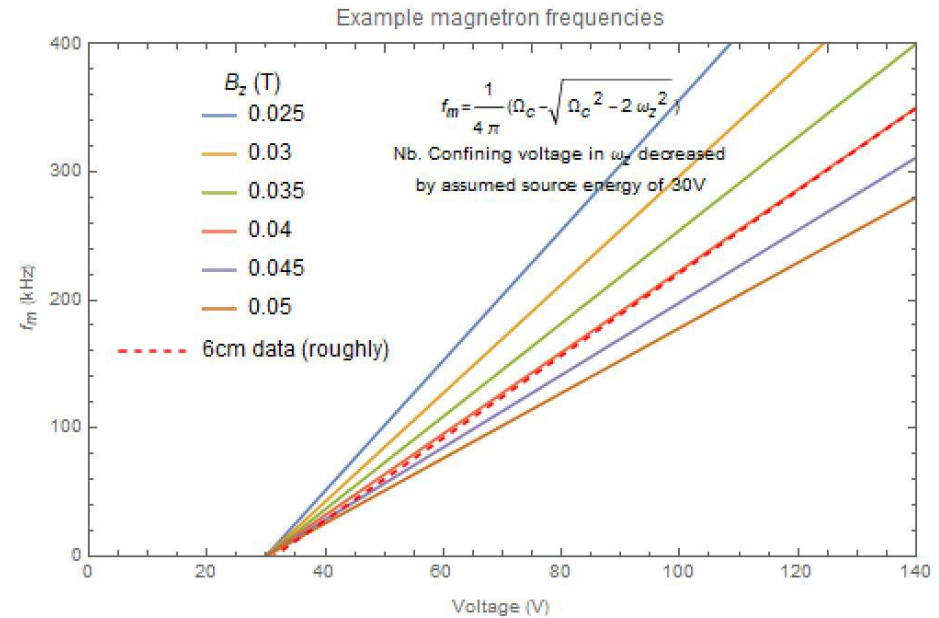 Example magnetron frequencies
400
300
200
100
0
f_m (kHz)
B_z (T)
0.025
0.03
0.035
0.04
0.045
0.05
6cm data (roughly)
f_m = 1/(4 π) (Ω_c - √(Ω_c² - 2 ω_z²))
Nb. Confining voltage in ω_z decreased
by assumed source energy of 30V
0 20 40 60 80 100 120 140
Voltage (V)